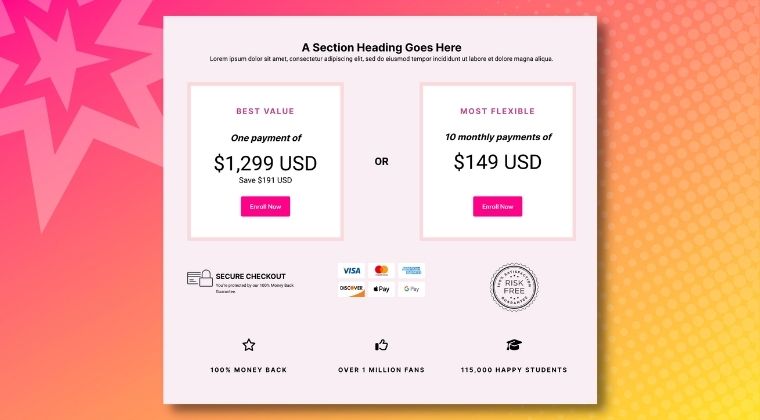 A Section Heading Goes Here
Lorem ipsum dolor sit amet, consectetur adipiscing elit, sed do eiusmod tempor incididunt ut labore et dolore magna aliqua.
BEST VALUE
One payment of
$1,299 USD
Save $191 USD
Enroll Now
OR
MOST FLEXIBLE
10 monthly payments of
$149 USD
Enroll Now
SECURE CHECKOUT
You're protected by our 100% Money Back
Guarantee.
VISA
DISCOVER
Pay
G Pay
100% SATISFACTION
RISK
FREE
GUARANTEE
100% MONEY BACK
OVER 1 MILLION FANS
115,000 HAPPY STUDENTS